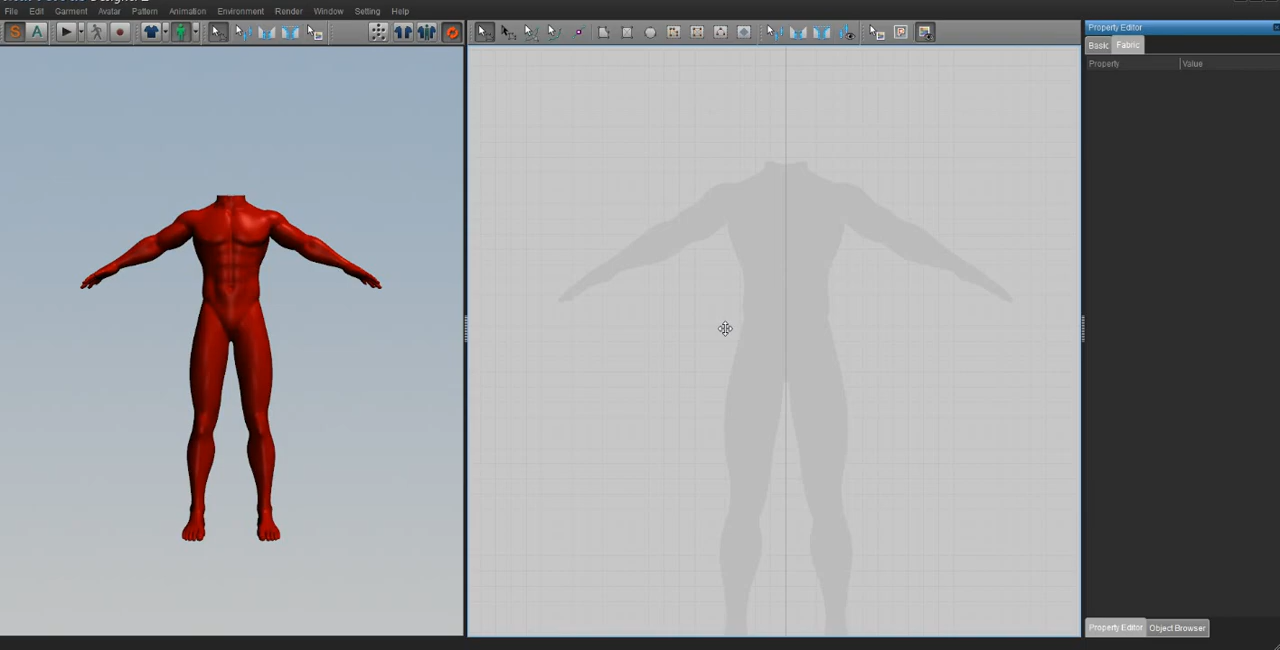 File Edit Garment Avatar Pattern Animation Environment Render Window Setting Help
S A
Property Editor
Basic Fabric
Property Value
Property Editor Object Browser